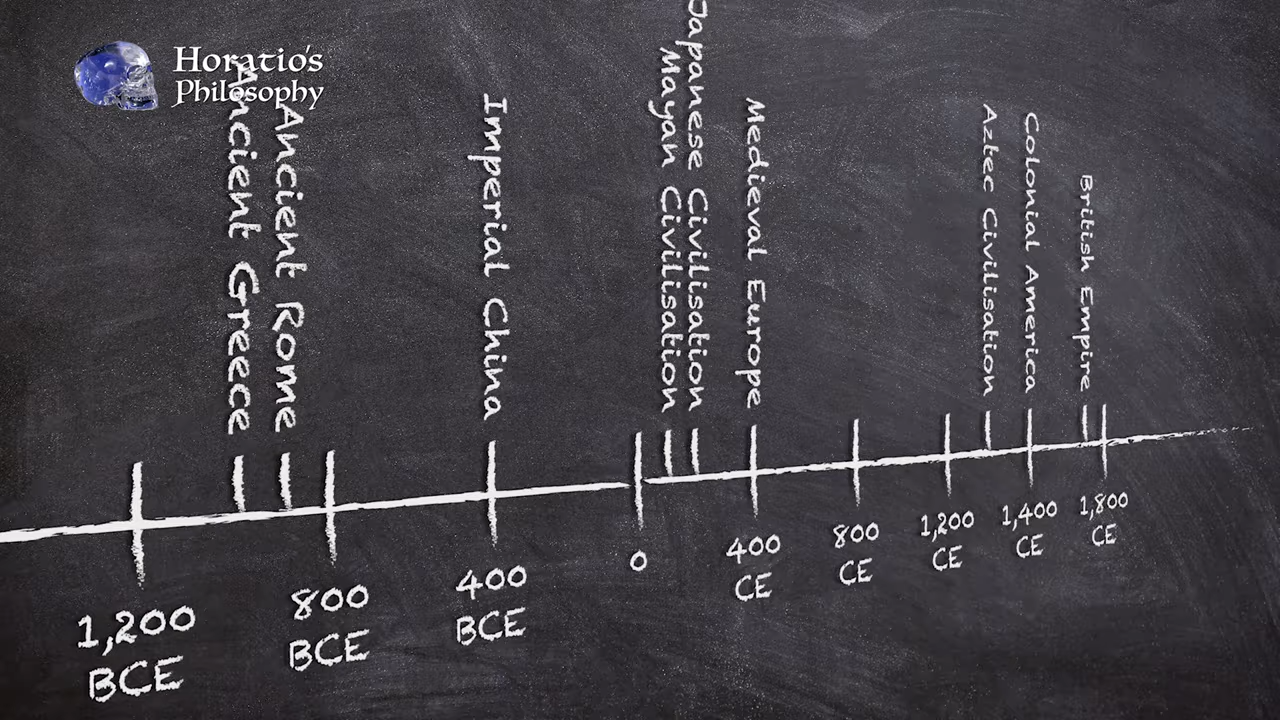 Horatio's
Philosophy
Ancient Greece
Ancient Rome
Imperial China
Mayan Civilisation
Japanese Civilisation
Medieval Europe
Aztec Civilisation
Colonial America
British Empire
1,200
BCE
800
BCE
400
BCE
0
400
CE
800
CE
1,200
CE
1,400
CE
1,800
CE